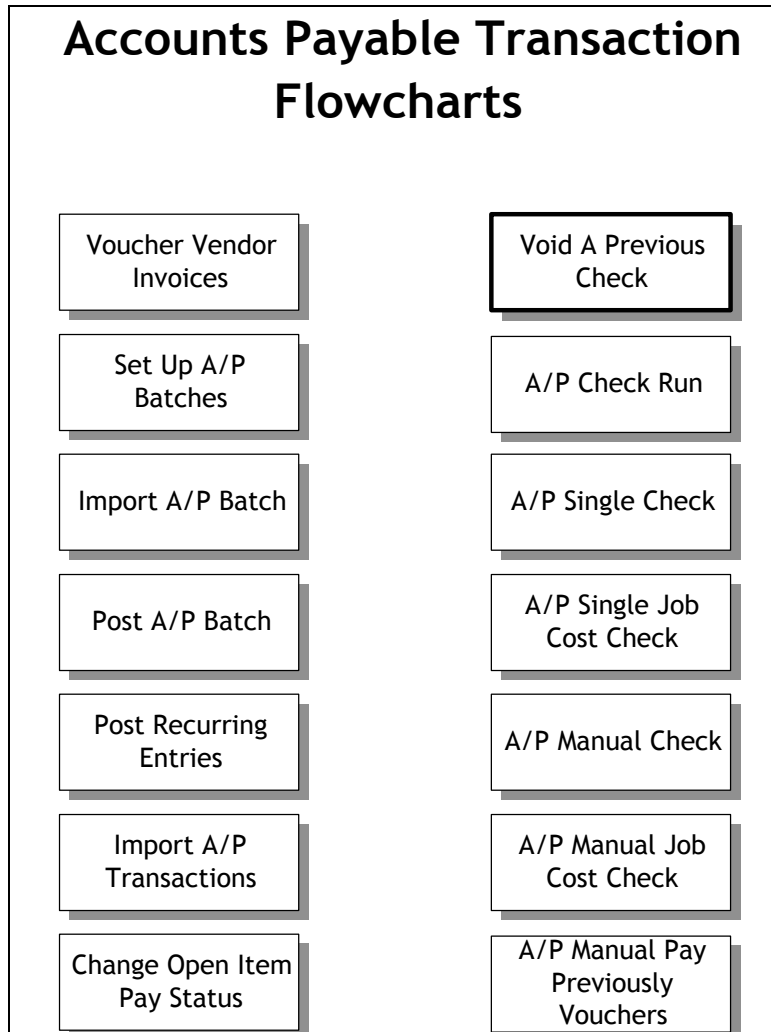 Accounts Payable Transaction
Flowcharts
Voucher Vendor
Invoices
Set Up A/P
Batches
Import A/P Batch
Post A/P Batch
Post Recurring
Entries
Import A/P
Transactions
Change Open Item
Pay Status
Void A Previous
Check
A/P Check Run
A/P Single Check
A/P Single Job
Cost Check
A/P Manual Check
A/P Manual Job
Cost Check
A/P Manual Pay
Previously
Vouchers